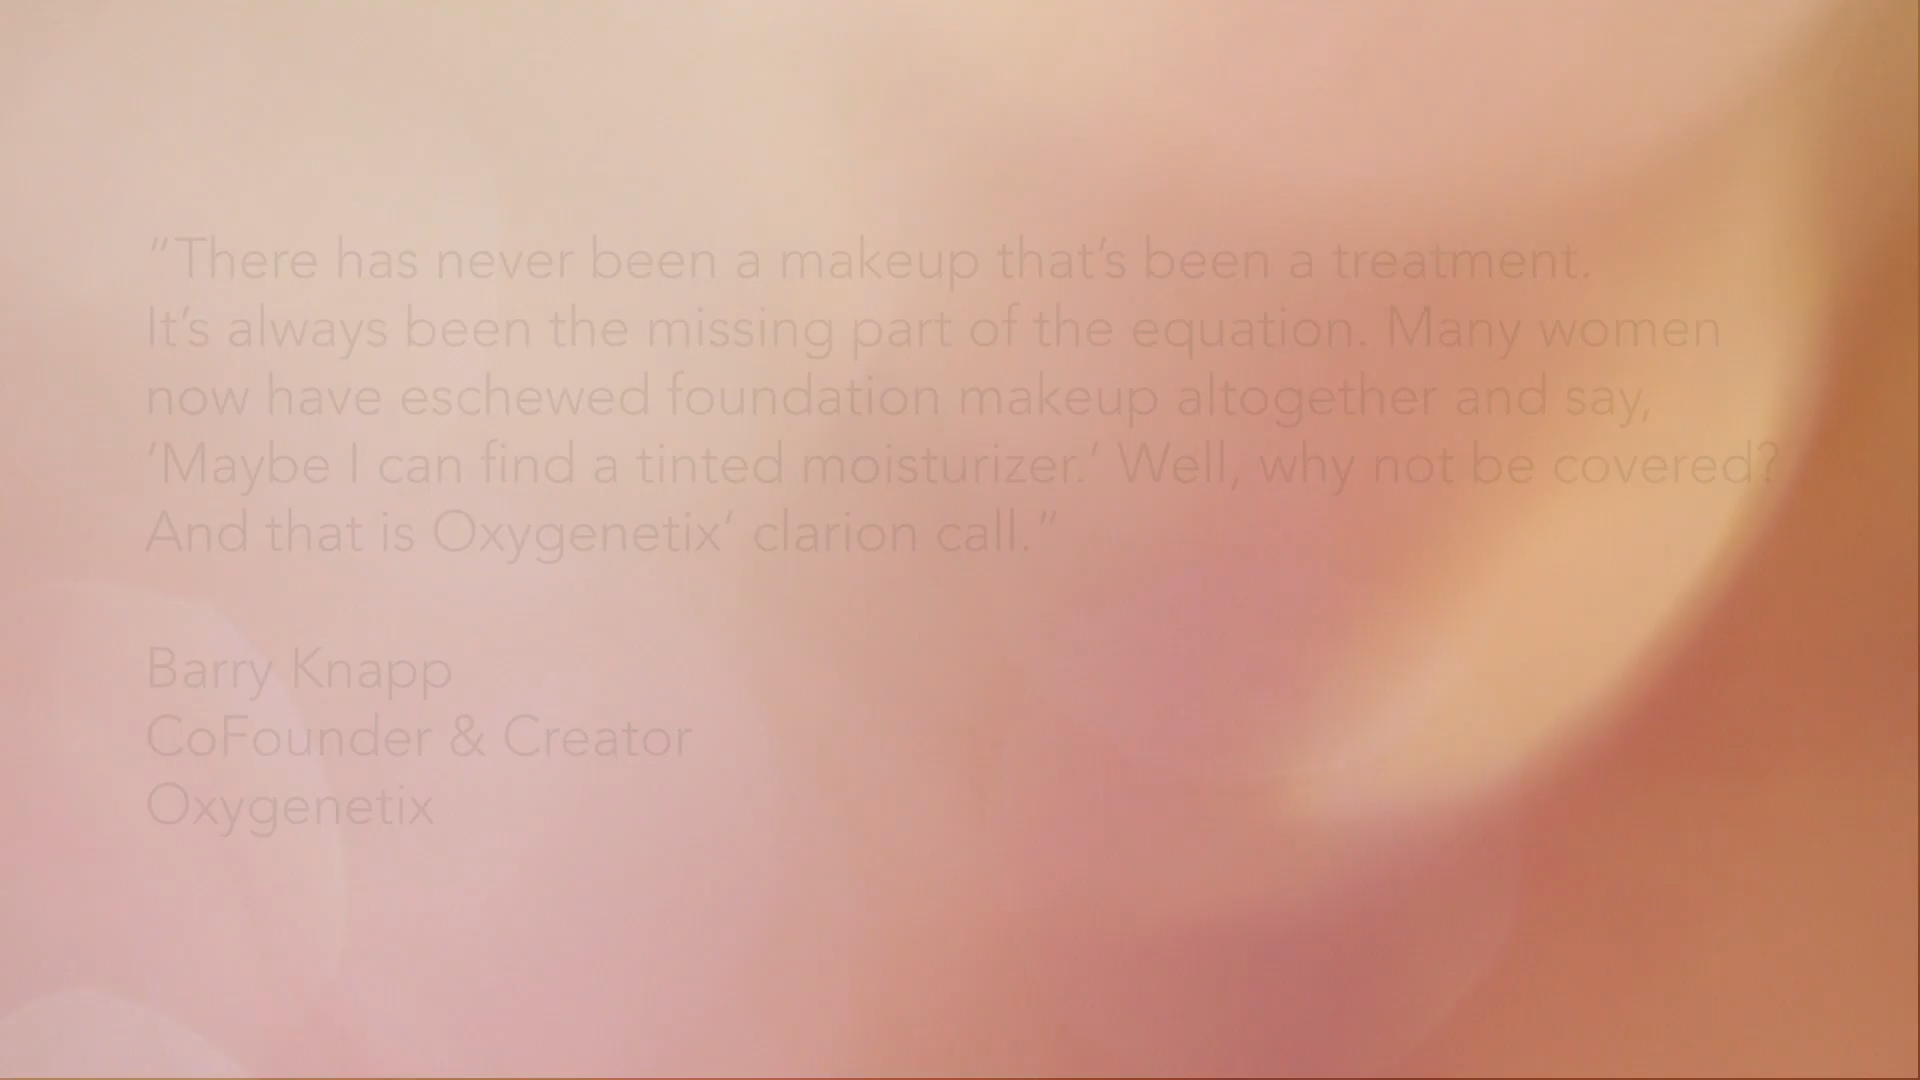 “There has never been a makeup that’s been a treatment.
It’s always been the missing part of the equation. Many women
now have eschewed foundation makeup altogether and say,
‘Maybe I can find a tinted moisturizer.’ Well, why not be covered?
And that is Oxygenetix’ clarion call.”
Barry Knapp
CoFounder & Creator
Oxygenetix